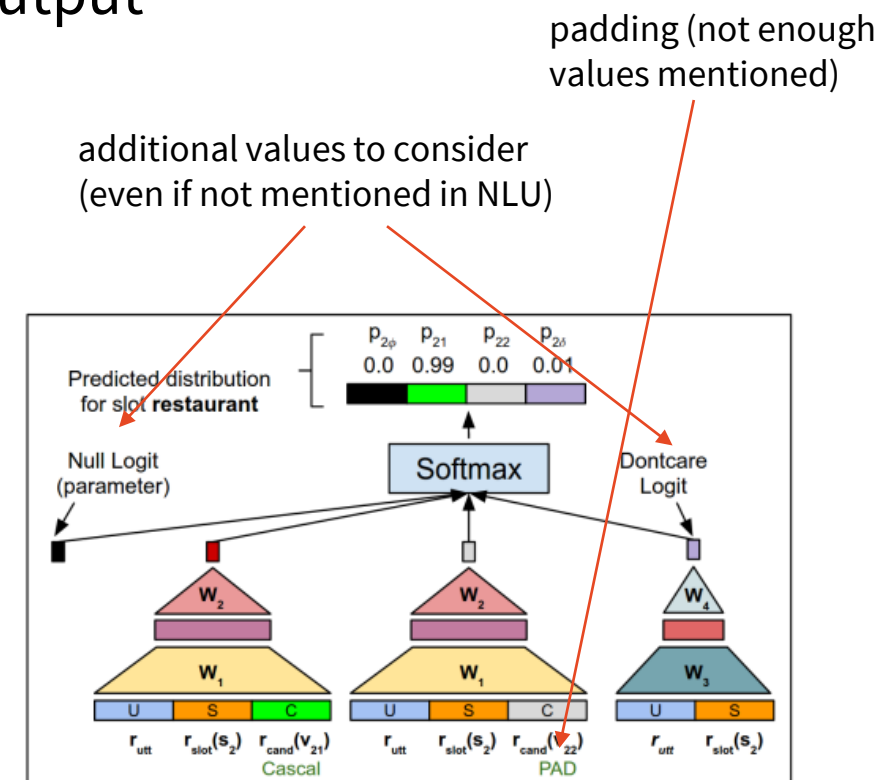 padding (not enough
values mentioned)
additional values to consider
(even if not mentioned in NLU)
p2φ p21 p22 p2δ
0.0 0.99 0.0 0.01
Predicted distribution
for slot restaurant
Null Logit
(parameter)
Softmax
Dontcare
Logit
W2 W2 W4
W1 W1 W3
U S C U S C U S
rutt rslot(s2) rcand(v21) rutt rslot(s2) rcand(v22) rutt rslot(s2)
Cascal PAD